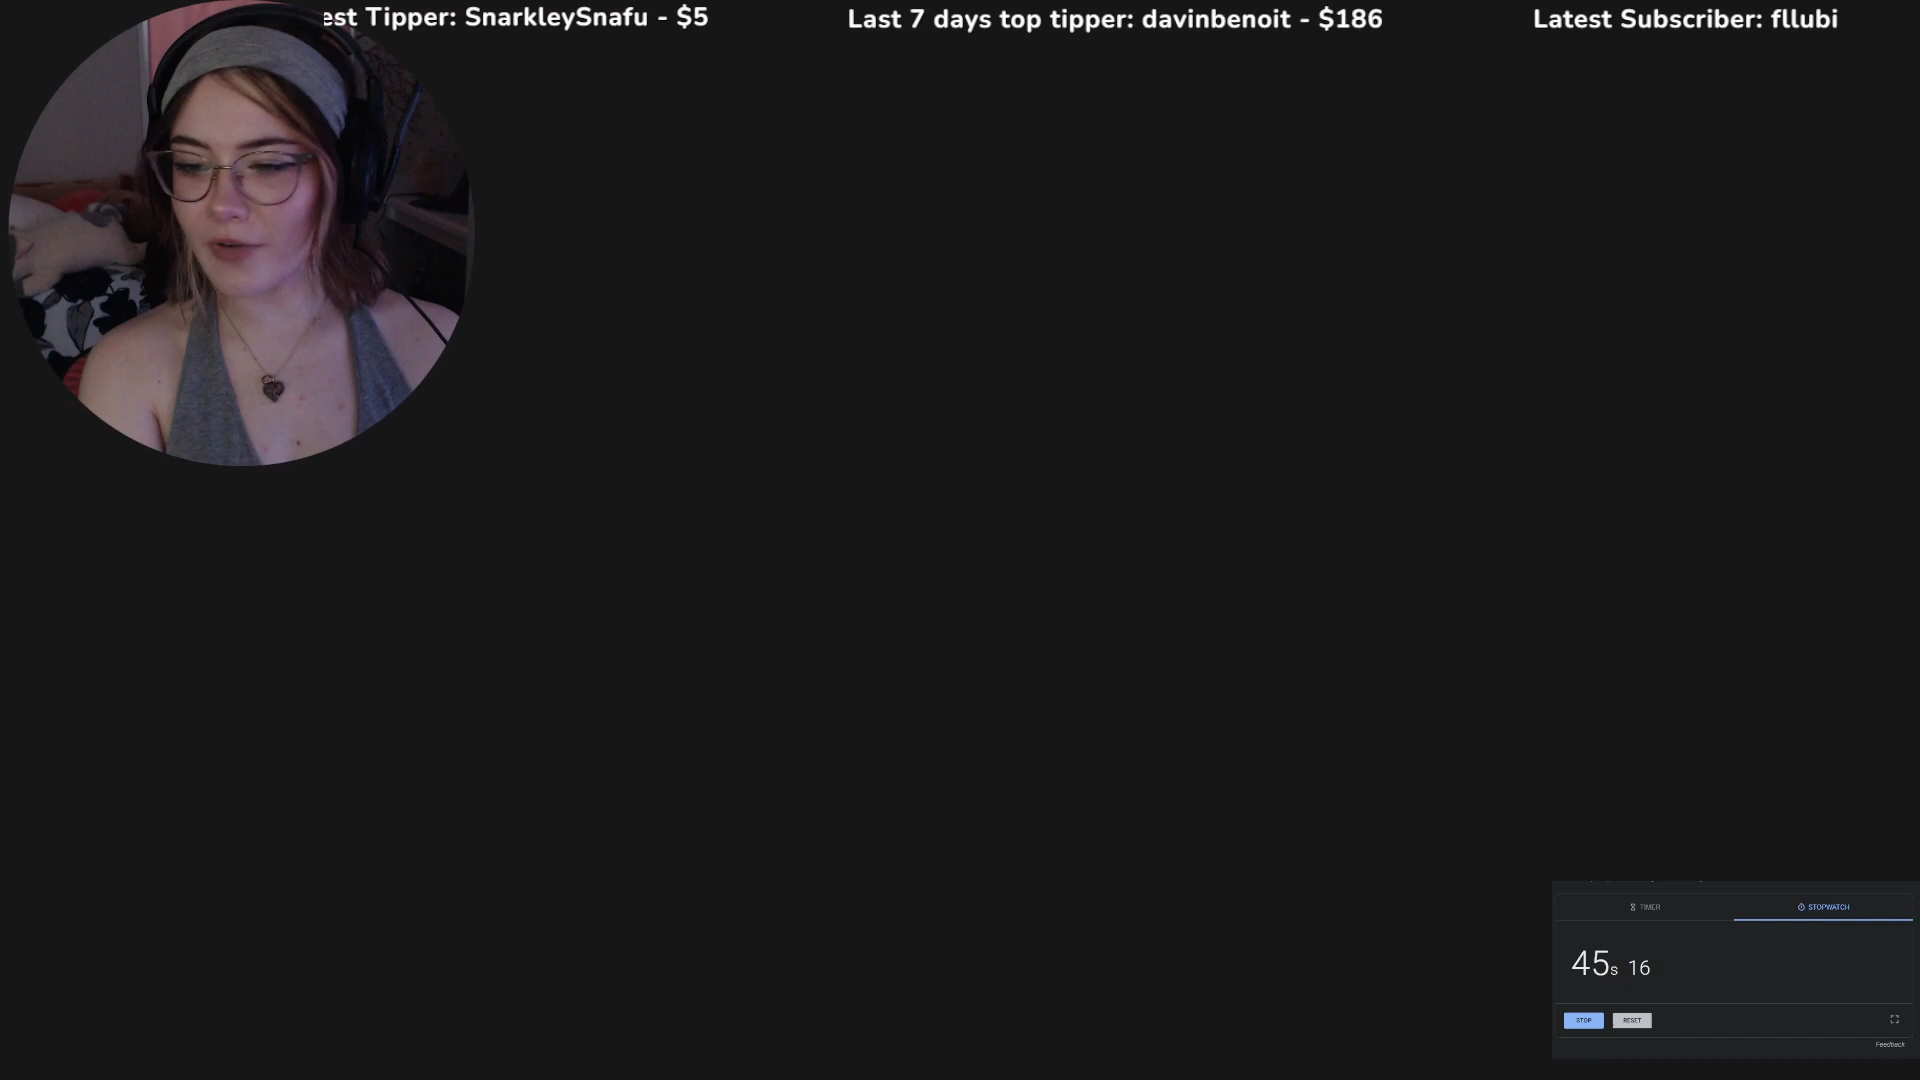 est Tipper: SnarkleySnafu - $5
Last 7 days top tipper: davinbenoit - $186
Latest Subscriber: fllubi
TIMER
STOPWATCH
45s 16
STOP
RESET
Feedback